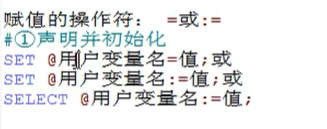 赋值的操作符： =或:=
#①声明并初始化
SET @用户变量名=值;或
SET @用户变量名:=值;或
SELECT @用户变量名:=值;